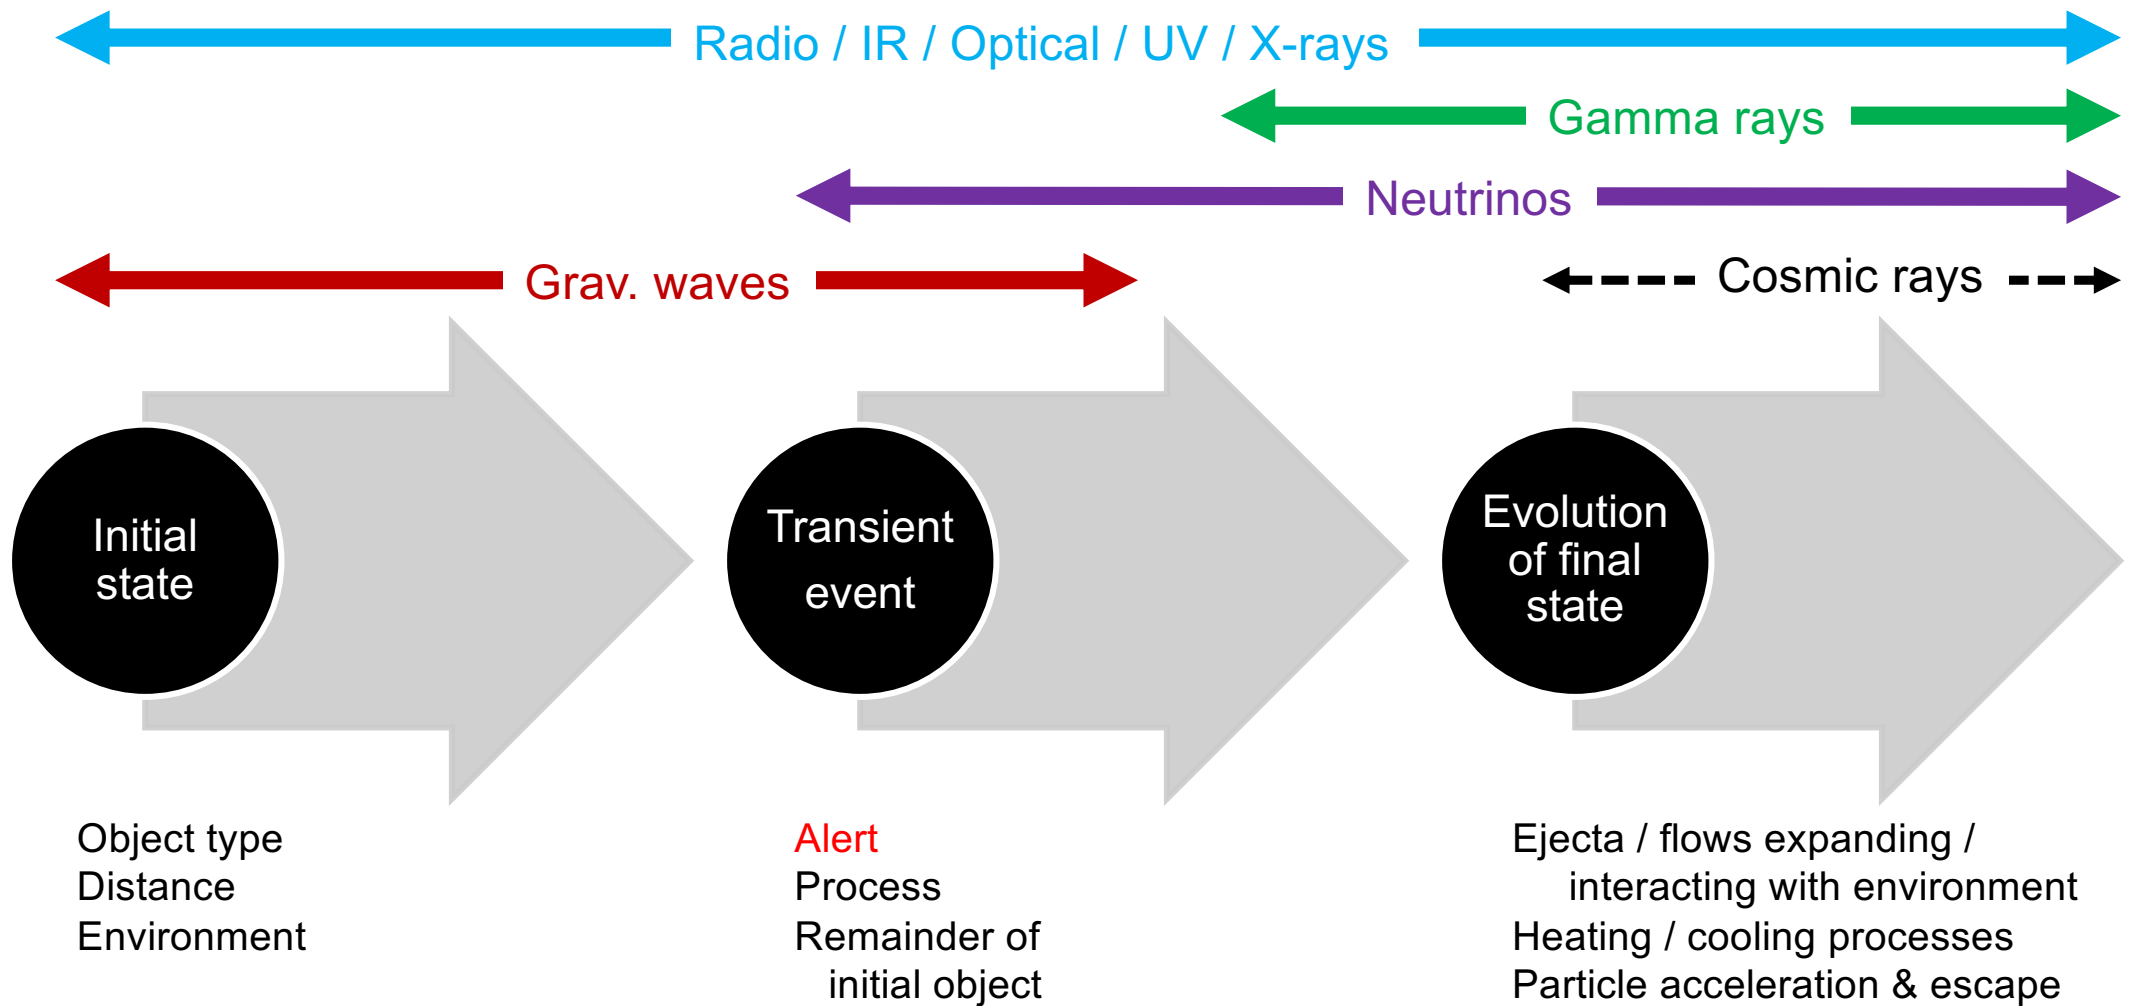 Radio / IR / Optical / UV / X-rays
Gamma rays
Neutrinos
Grav. waves
Cosmic rays
Initial
state
Transient
event
Evolution
of final
state
Object type
Distance
Environment
Alert
Process
Remainder of
initial object
Ejecta / flows expanding /
interacting with environment
Heating / cooling processes
Particle acceleration & escape